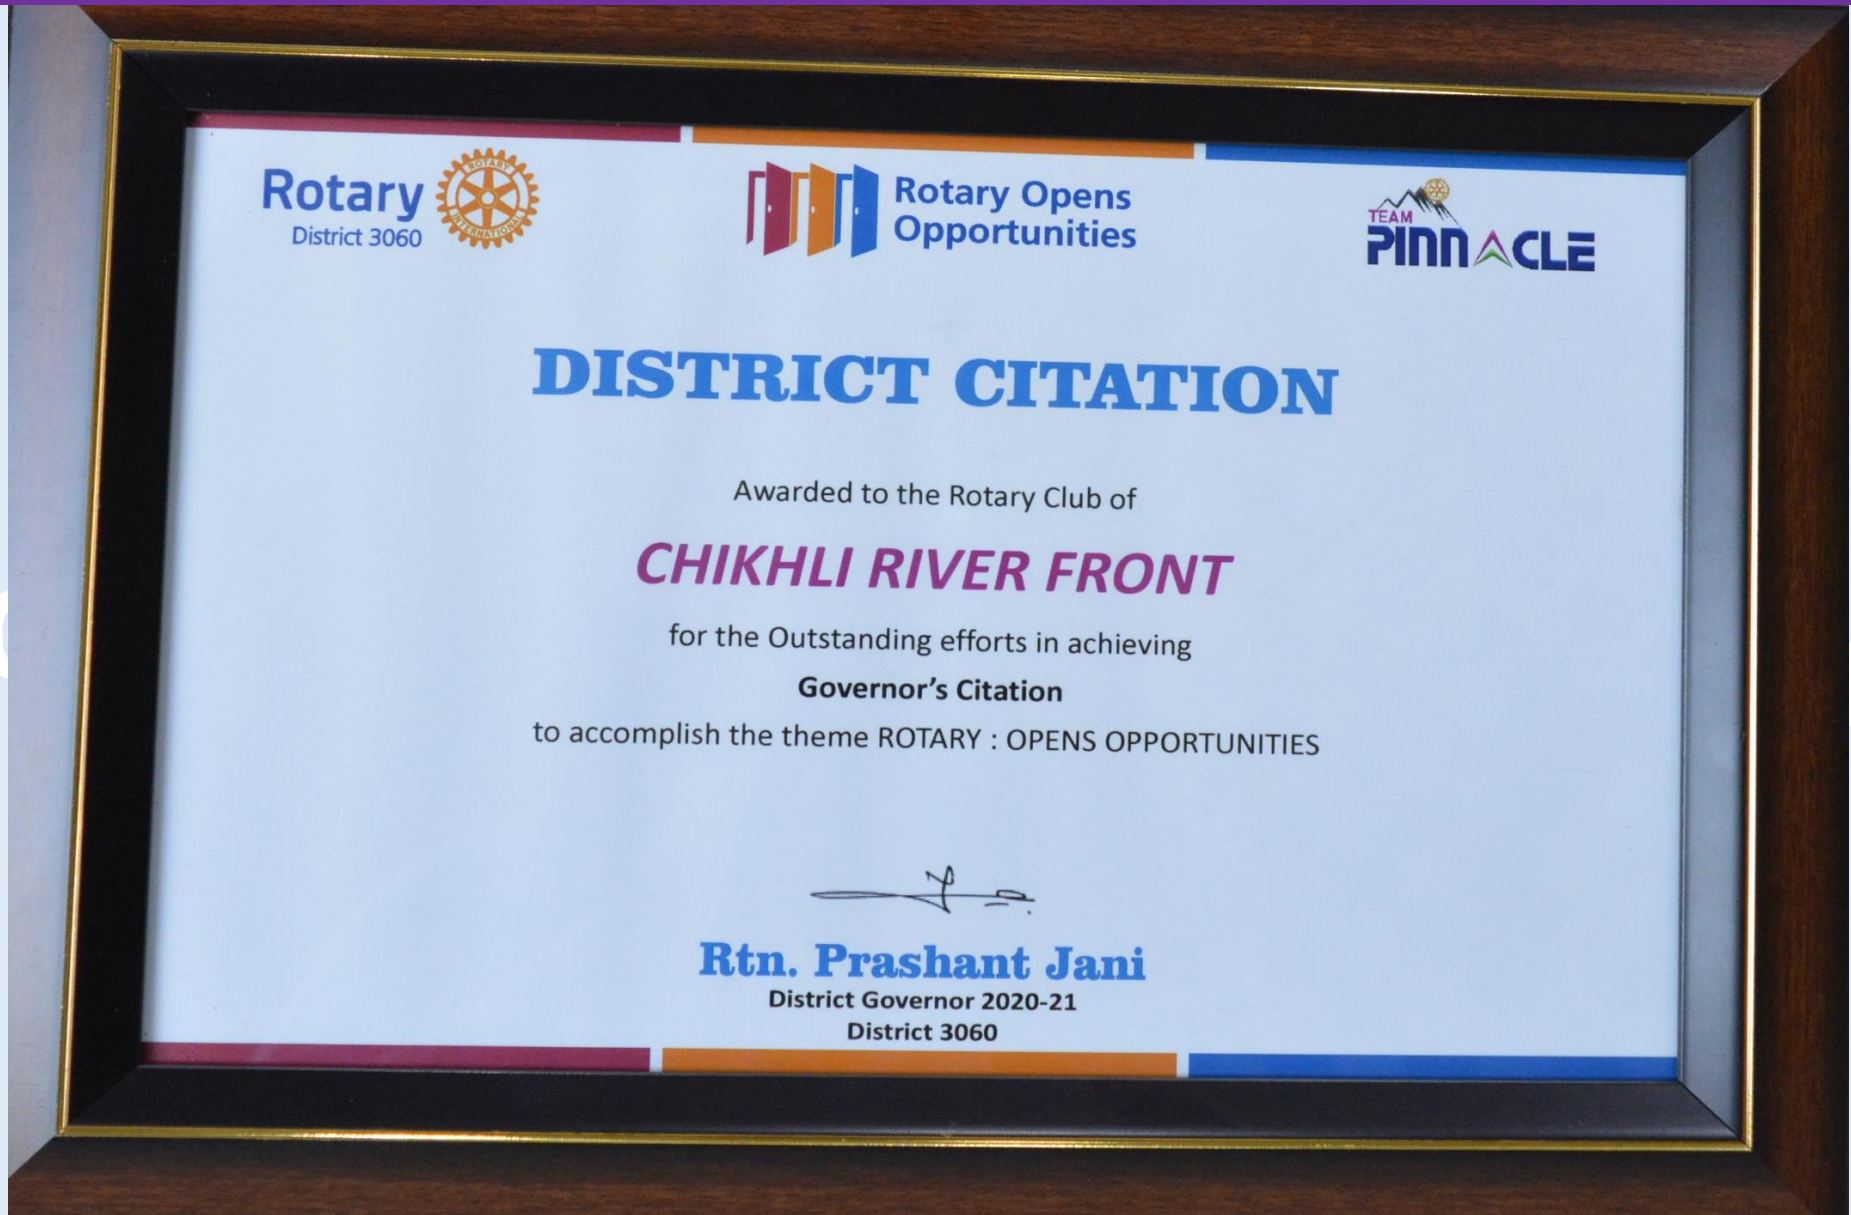 Rotary
District 3060
ROTARY
INTERNATIONAL
Rotary Opens
Opportunities
TEAM
PINNACLE
DISTRICT CITATION
Awarded to the Rotary Club of
CHIKHLI RIVER FRONT
for the Outstanding efforts in achieving
Governor's Citation
to accomplish the theme ROTARY : OPENS OPPORTUNITIES
Rtn. Prashant Jani
District Governor 2020-21
District 3060